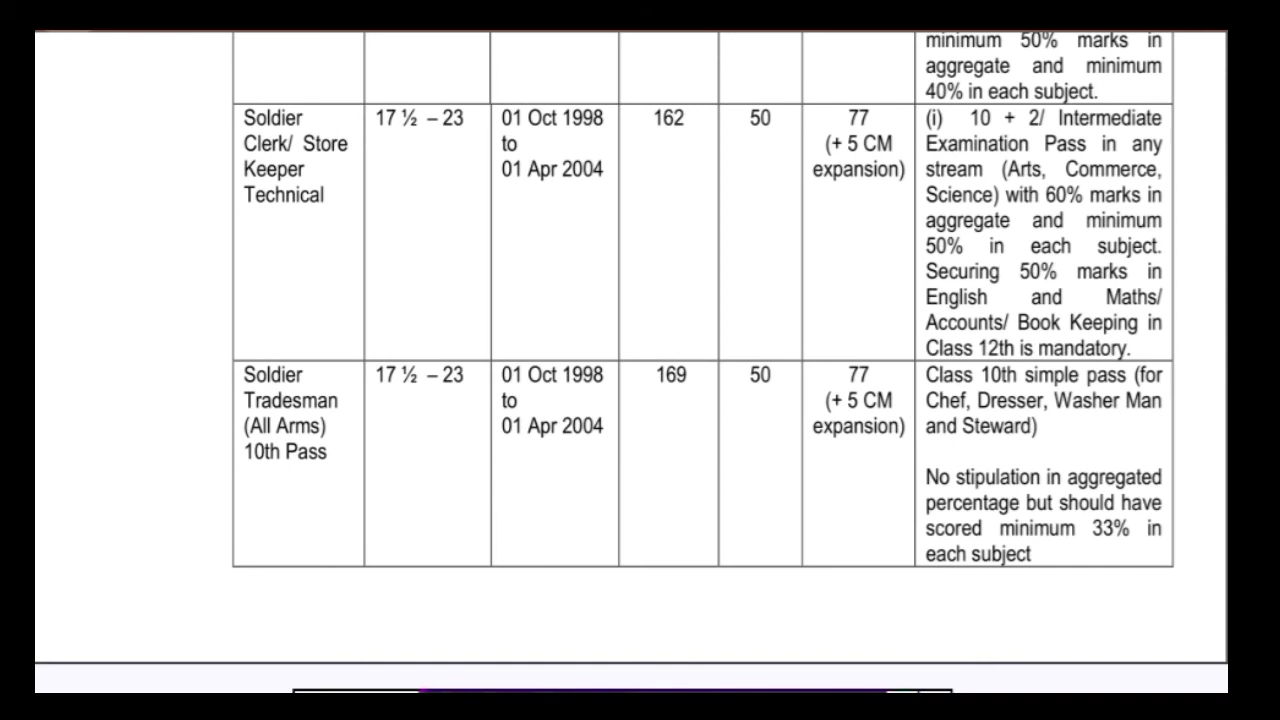 minimum 50% marks in
aggregate and minimum
40% in each subject.
Soldier
Clerk/ Store
Keeper
Technical
17 ½ – 23
01 Oct 1998
to
01 Apr 2004
162
50
77
(+ 5 CM
expansion)
(i) 10 + 2/ Intermediate
Examination Pass in any
stream (Arts, Commerce,
Science) with 60% marks in
aggregate and minimum
50% in each subject.
Securing 50% marks in
English and Maths/
Accounts/ Book Keeping in
Class 12th is mandatory.
Soldier
Tradesman
(All Arms)
10th Pass
17 ½ – 23
01 Oct 1998
to
01 Apr 2004
169
50
77
(+ 5 CM
expansion)
Class 10th simple pass (for
Chef, Dresser, Washer Man
and Steward)
No stipulation in aggregated
percentage but should have
scored minimum 33% in
each subject